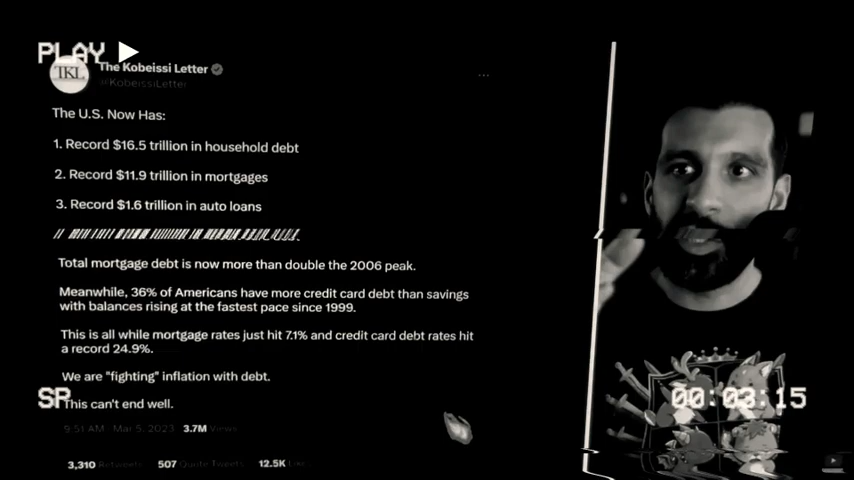 PLAY
TKL
The Kobeissi Letter
@KobeissiLetter
The U.S. Now Has:
1. Record $16.5 trillion in household debt
2. Record $11.9 trillion in mortgages
3. Record $1.6 trillion in auto loans
Total mortgage debt is now more than double the 2006 peak.
Meanwhile, 36% of Americans have more credit card debt than savings
with balances rising at the fastest pace since 1999.
This is all while mortgage rates just hit 7.1% and credit card debt rates hit
a record 24.9%.
We are "fighting" inflation with debt.
SP
This can't end well.
00:03:15
9:51 AM Mar 5, 2023 3.7M Views
3,310 Retweets 507 Quote Tweets 12.5K